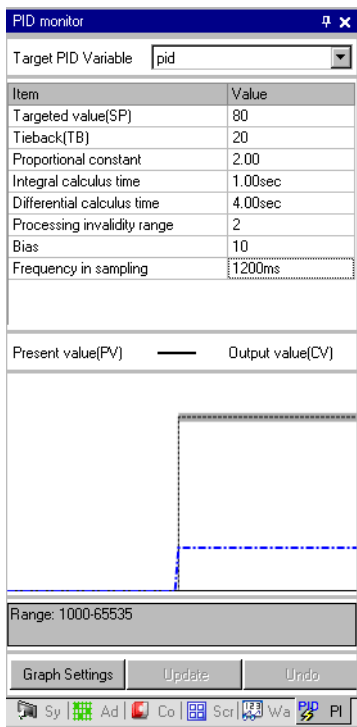 PID monitor
Target PID Variable pid
Item Value
Targeted value(SP) 80
Tieback(TB) 20
Proportional constant 2.00
Integral calculus time 1.00sec
Differential calculus time 4.00sec
Processing invalidity range 2
Bias 10
Frequency in sampling 1200ms
Present value(PV) Output value(CV)
Range: 1000-65535
Graph Settings Update Undo
Sy Ad Co Scr 123 Wa PID PI